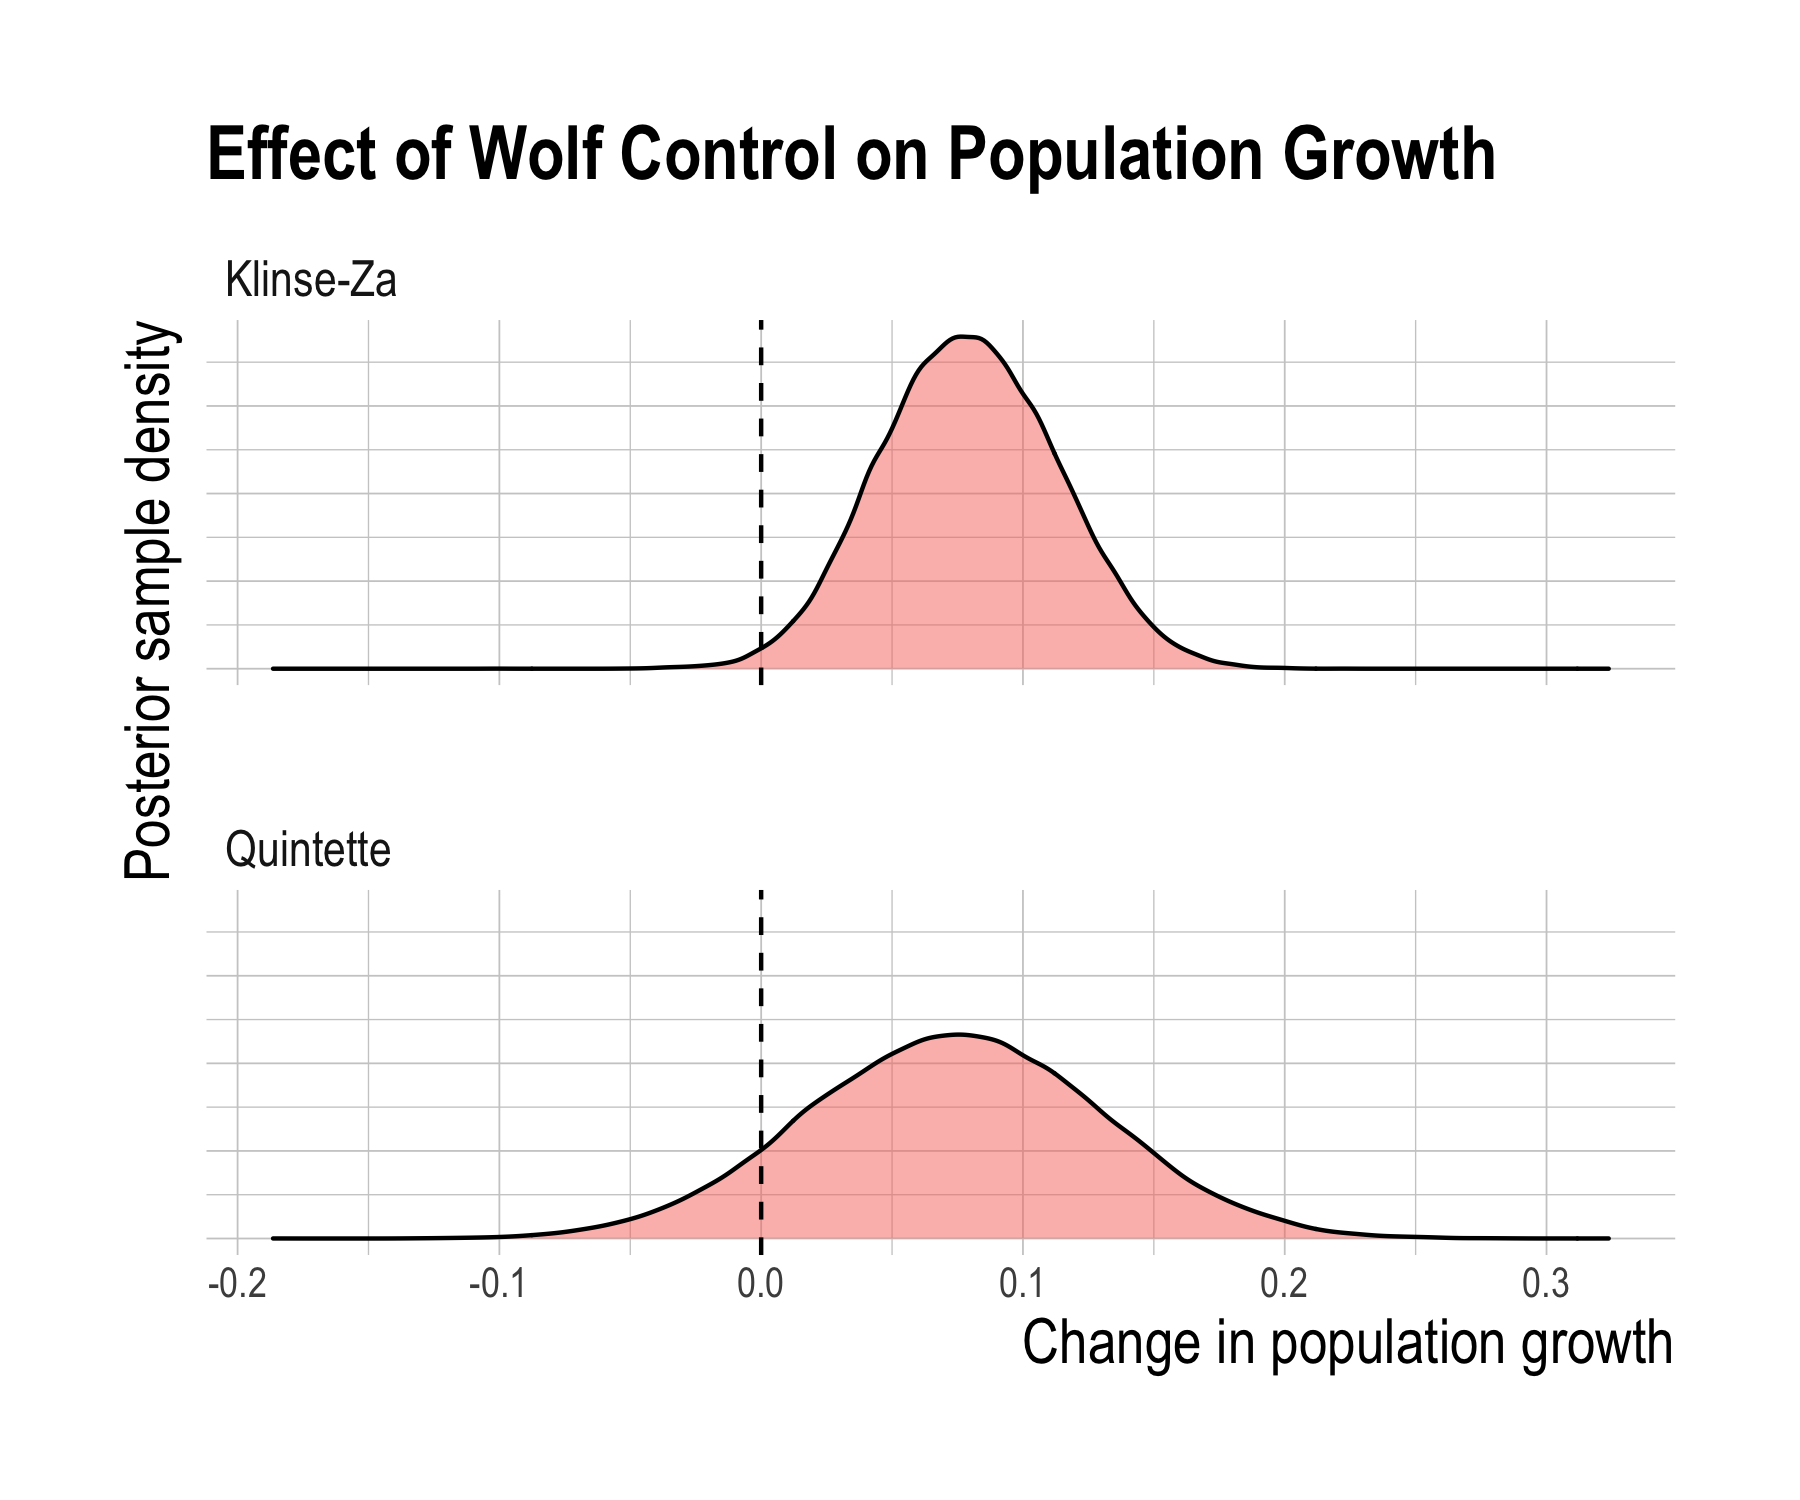 Effect of Wolf Control on Population Growth
Klinse-Za
Posterior sample density
Quintette
-0.2 -0.1 0.0 0.1 0.2 0.3
Change in population growth